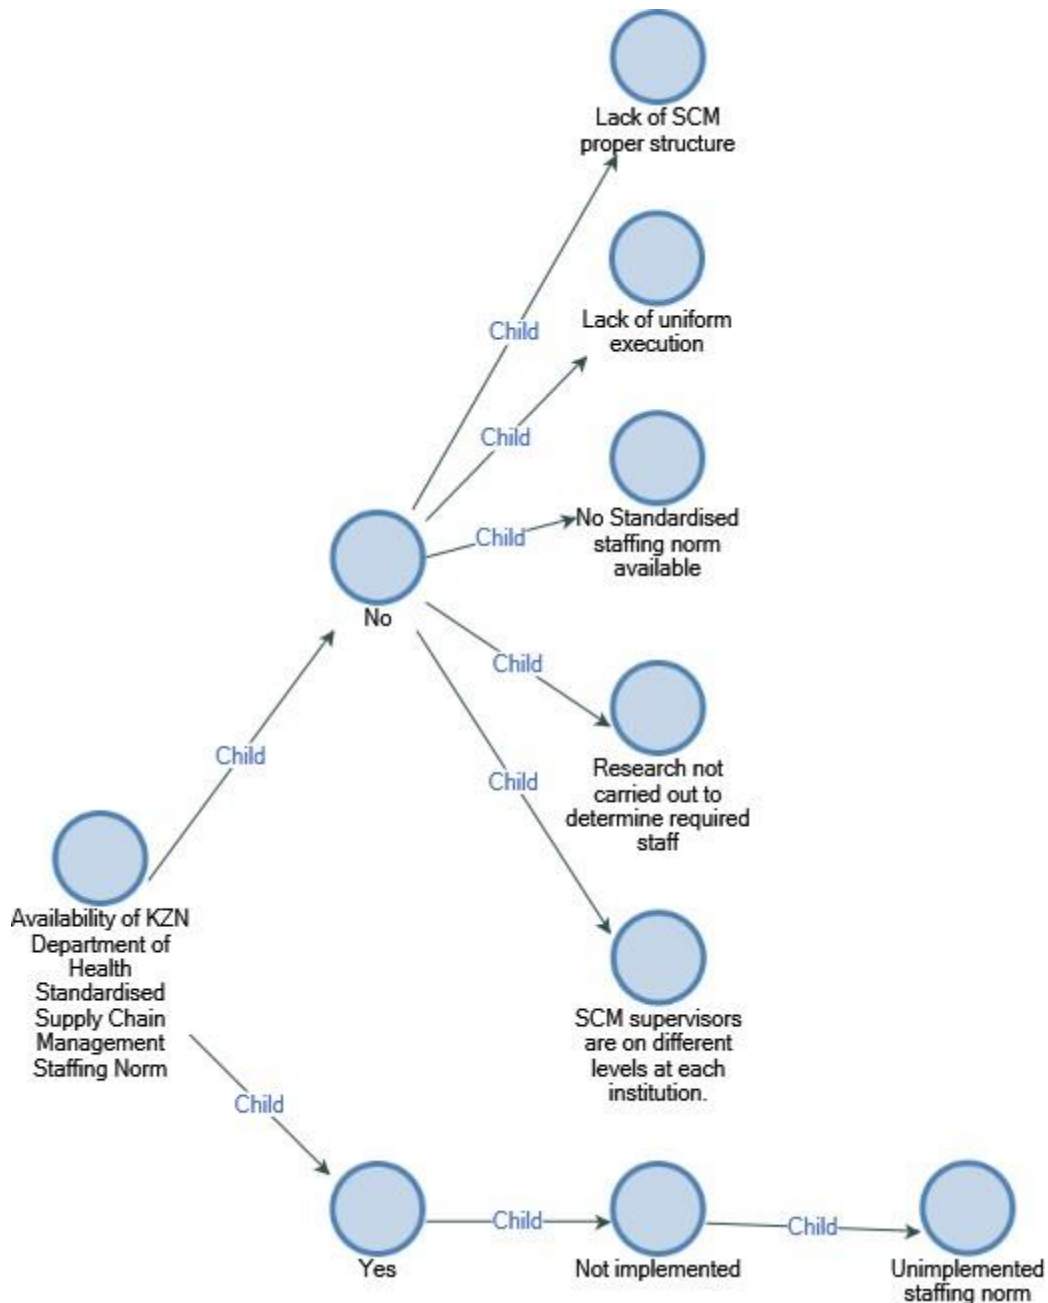 Lack of SCM
proper structure
Child
Lack of uniform
execution
Child
No Standardised
staffing norm
available
Child
No
Child
Research not
carried out to
determine required
staff
Child
Child
Availability of KZN
Department of
Health
Standardised
Supply Chain
Management
Staffing Norm
SCM supervisors
are on different
levels at each
institution.
Child
Yes
Child
Not implemented
Child
Unimplemented
staffing norm